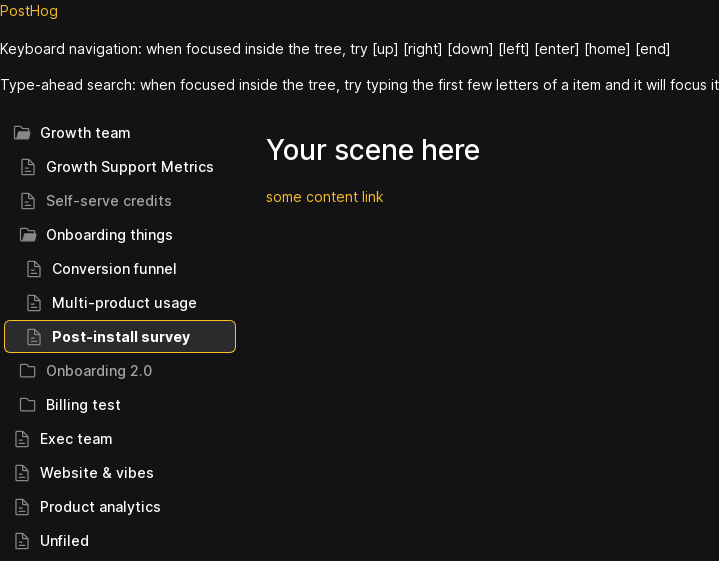 PostHog
Keyboard navigation: when focused inside the tree, try [up] [right] [down] [left] [enter] [home] [end]
Type-ahead search: when focused inside the tree, try typing the first few letters of a item and it will focus it
Growth team
Growth Support Metrics
Self-serve credits
Onboarding things
Conversion funnel
Multi-product usage
Post-install survey
Onboarding 2.0
Billing test
Exec team
Website & vibes
Product analytics
Unfiled
Your scene here
some content link